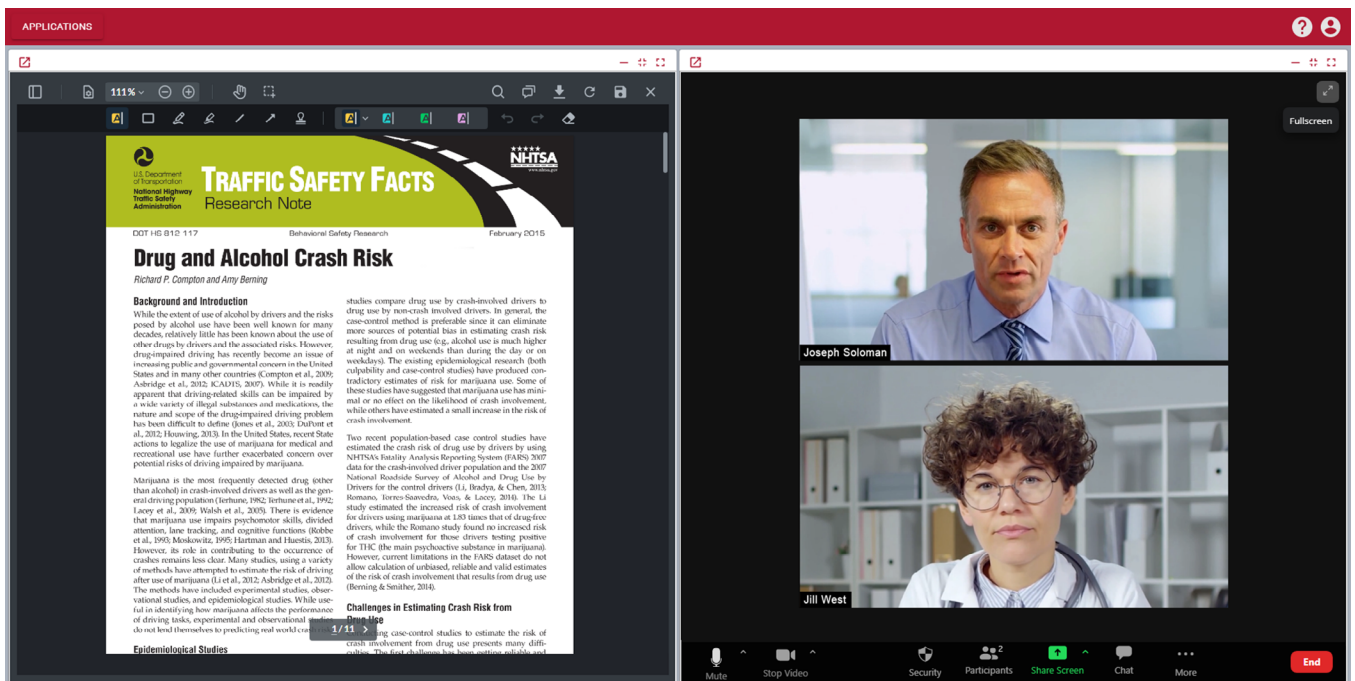 APPLICATIONS
111%
U.S. Department
of Transportation
National Highway
Traffic Safety
Administration
TRAFFIC SAFETY FACTS
Research Note
NHTSA
www.nhtsa.gov
DOT HS 812 117
Behavioral Safety Research
February 2015
Drug and Alcohol Crash Risk
Richard P. Compton and Amy Berning
Background and Introduction
While the extent of use of alcohol by drivers and the risks
posed by alcohol use have been well known for many
decades, relatively little has been known about the use of
other drugs by drivers and the associated risks. However,
drug-impaired driving has recently become an issue of
increasing public and governmental concern in the United
States and in many other countries (Compton et al., 2009;
Asbridge et al., 2012; ICADTS, 2007). While it is readily
apparent that driving-related skills can be impaired by
a wide variety of illegal substances and medications, the
nature and scope of the drug-impaired driving problem
has been difficult to define (Jones et al., 2003; DuPont et
al., 2012; Houwing, 2013). In the United States, recent State
actions to legalize the use of marijuana for medical and
recreational use have further exacerbated concern over
potential risks of driving impaired by marijuana.
Marijuana is the most frequently detected drug (other
than alcohol) in crash-involved drivers as well as the gen-
eral driving population (Terhune, 1982; Terhune et al., 1992;
Lacey et al., 2009; Walsh et al., 2005). There is evidence
that marijuana use impairs psychomotor skills, divided
attention, lane tracking, and cognitive functions (Robbe
et al., 1993; Moskowitz, 1995; Hartman and Huestis, 2013).
However, its role in contributing to the occurrence of
crashes remains less clear. Many studies, using a variety
of methods have attempted to estimate the risk of driving
after use of marijuana (Li et al., 2012; Asbridge et al., 2012).
The methods have included experimental studies, obser-
vational studies, and epidemiological studies. While use-
ful in identifying how marijuana affects the performance
of driving tasks, experimental and observational studies
do not lend themselves to predicting real world crash
Epidemiological Studies
studies compare drug use by crash-involved drivers to
drug use by non-crash involved drivers. In general, the
case-control method is preferable since it can eliminate
more sources of potential bias in estimating crash risk
resulting from drug use (e.g., alcohol use is much higher
at night and on weekends than during the day or on
weekdays). The existing epidemiological research (both
culpability and case-control studies) have produced con-
tradictory estimates of risk for marijuana use. Some of
these studies have suggested that marijuana use has mini-
mal or no effect on the likelihood of crash involvement,
while others have estimated a small increase in the risk of
crash involvement.
Two recent population-based case control studies have
estimated the crash risk of drug use by drivers by using
NHTSA's Fatality Analysis Reporting System (FARS) 2007
data for the crash-involved driver population and the 2007
National Roadside Survey of Alcohol and Drug Use by
Drivers for the control drivers (Li, Bradya, & Chen, 2013;
Romano, Torres-Saavedra, Voas, & Lacey, 2014). The Li
study estimated the increased risk of crash involvement
for drivers using marijuana at 1.83 times that of drug-free
drivers, while the Romano study found no increased risk
of crash involvement for those drivers testing positive
for THC (the main psychoactive substance in marijuana).
However, current limitations in the FARS dataset do not
allow calculation of unbiased, reliable and valid estimates
of the risk of crash involvement that results from drug use
(Berning & Smither, 2014).
Challenges in Estimating Crash Risk from
Drug Use
case-control studies to estimate the risk of
crash involvement from drug use presents many diffi-
culties. The first challenge has been getting reliable and
1 / 11
Fullscreen
Joseph Soloman
Jill West
Mute
Stop Video
Security
2
Participants
Share Screen
Chat
More
End